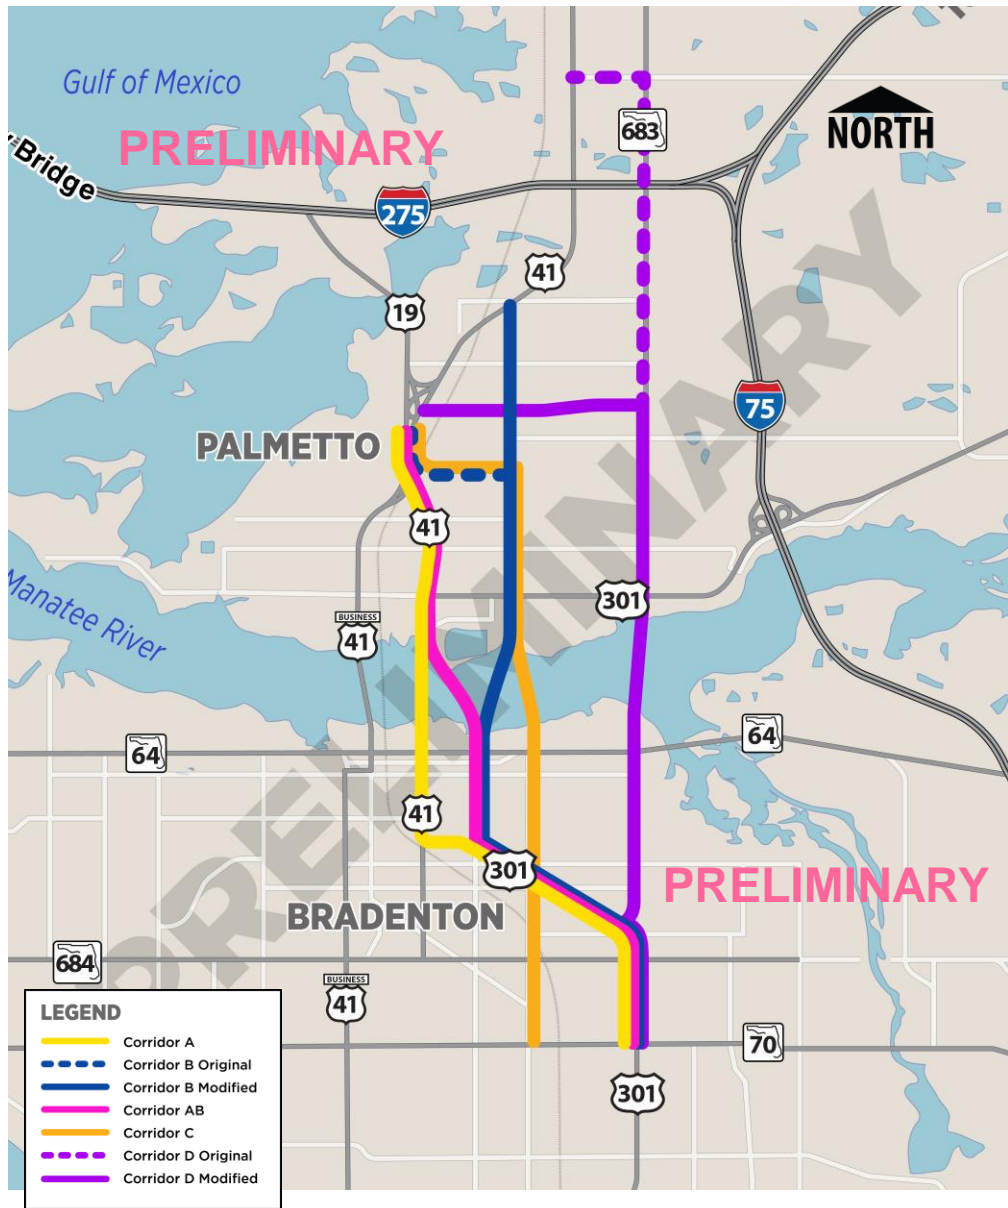 Gulf of Mexico
PRELIMINARY
683
NORTH
Bridge
275
41
19
75
PALMETTO
41
PRELIMINARY
301
Manatee River
BUSINESS
41
64
64
41
301
PRELIMINARY
BRADENTON
684
BUSINESS
41
70
301
LEGEND
Corridor A
Corridor B Original
Corridor B Modified
Corridor AB
Corridor C
Corridor D Original
Corridor D Modified